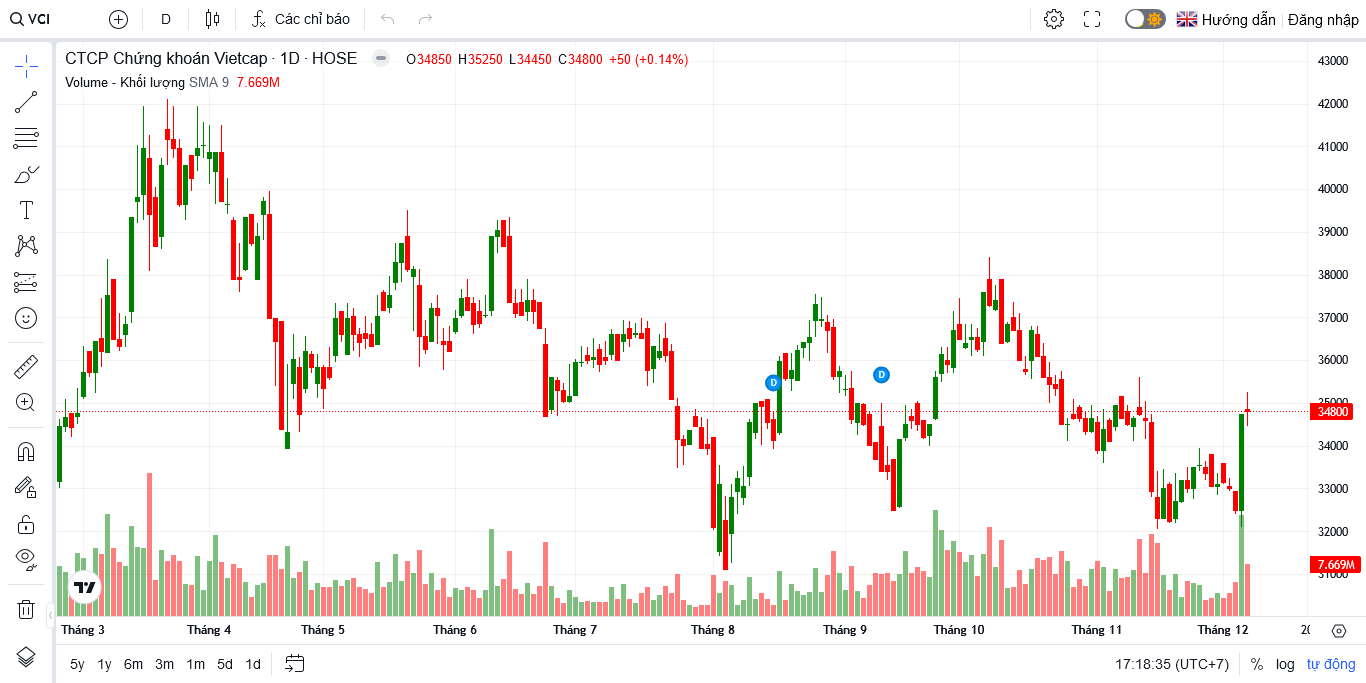 VCI D Các chỉ báo Hướng dẫn Đăng nhập
CTCP Chứng khoán Vietcap · 1D · HOSE O34850 H35250 L34450 C34800 +50 (+0.14%)
Volume - Khối lượng SMA 9 7.669M
43000
42000
41000
40000
39000
38000
37000
36000
35000
34800
34000
33000
32000
7.669M
31000
D
D
Tháng 3 Tháng 4 Tháng 5 Tháng 6 Tháng 7 Tháng 8 Tháng 9 Tháng 10 Tháng 11 Tháng 12
5y 1y 6m 3m 1m 5d 1d 17:18:35 (UTC+7) % log tự động